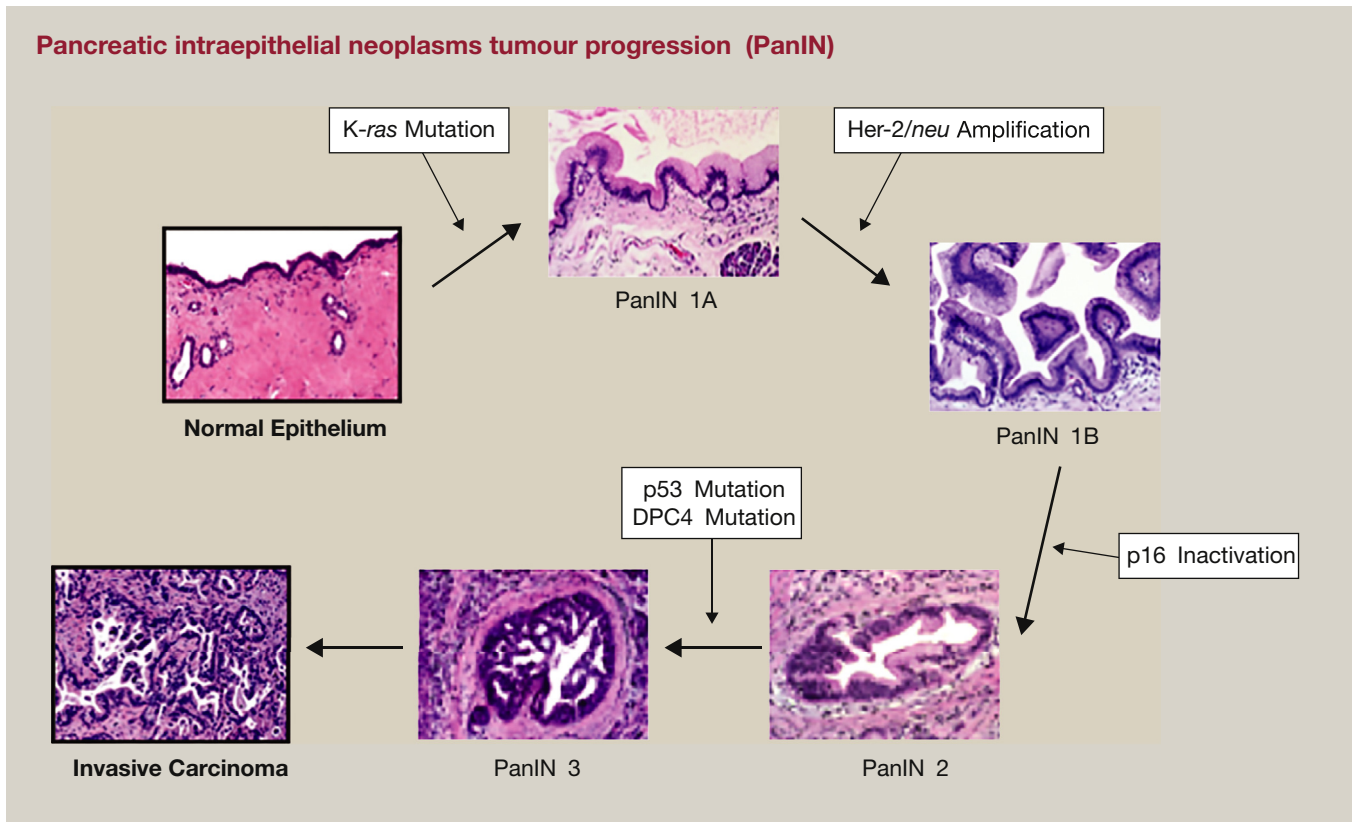 Pancreatic intraepithelial neoplasms tumour progression (PanIN)
K-ras Mutation
Her-2/neu Amplification
PanIN 1A
Normal Epithelium
PanIN 1B
p53 Mutation
DPC4 Mutation
p16 Inactivation
Invasive Carcinoma
PanIN 3
PanIN 2